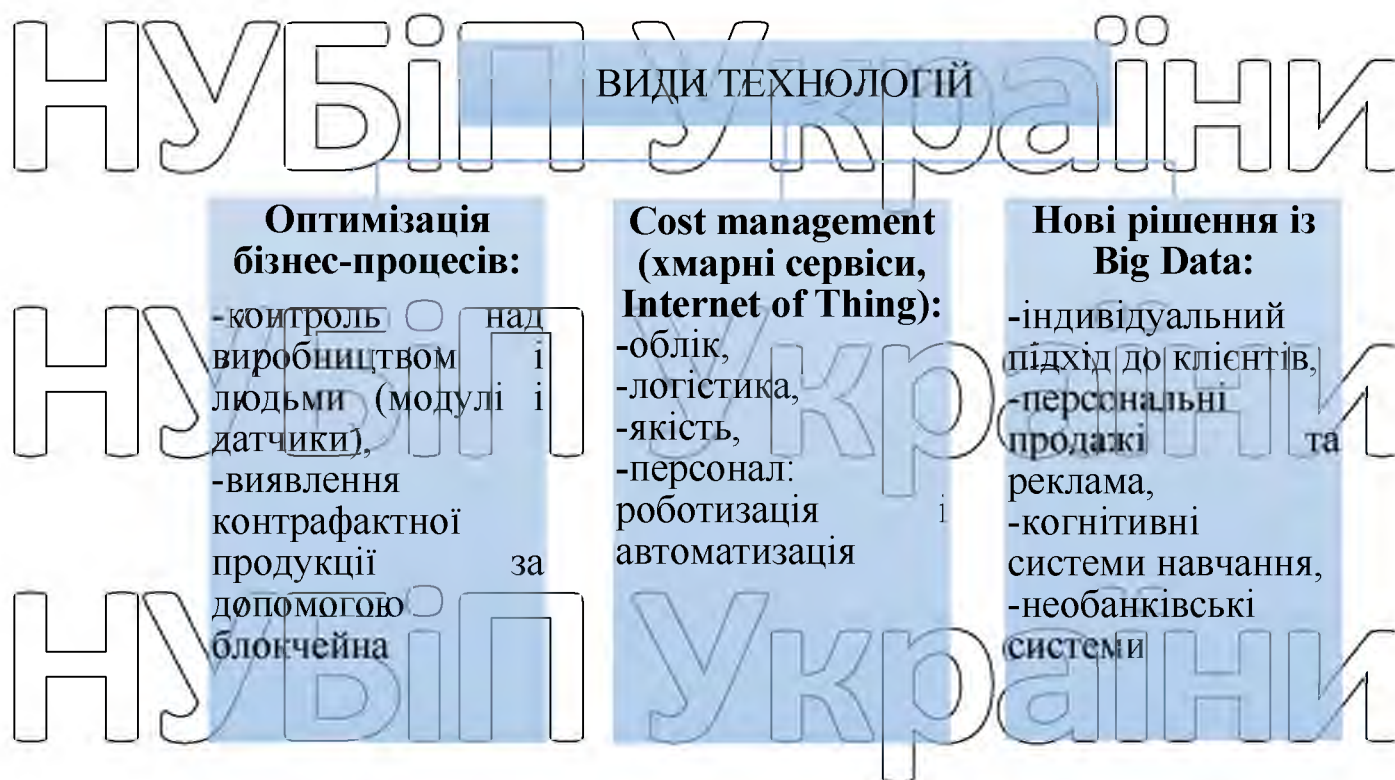 НУБіП України
ВИДИ ТЕХНОЛОГІЙ
Оптимізація
бізнес-процесів:
-контроль над
виробництвом і
людьми (модулі і
датчики),
-виявлення
контрафактної
продукції за
допомогою
блокчейна
Cost management
(хмарні сервіси,
Internet of Thing):
-облік,
-логістика,
-якість,
-персонал:
роботизація і
автоматизація
Нові рішення із
Big Data:
-індивідуальний
підхід до клієнтів,
-персональні
продажі та
реклама,
-когнітивні
системи навчання,
-необанківські
системи
НУБіП України
НУБіП України